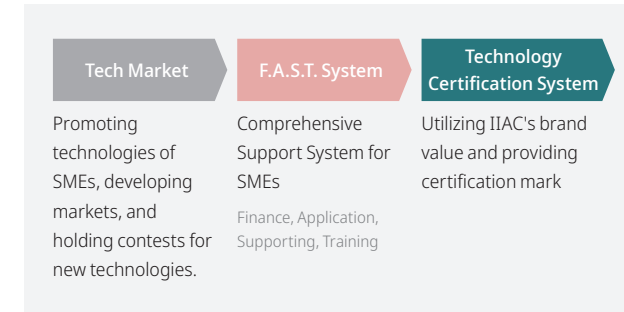 Tech Market
Promoting
technologies of
SMEs, developing
markets, and
holding contests for
new technologies.
F.A.S.T. System
Comprehensive
Support System for
SMEs
Finance, Application,
Supporting, Training
Technology
Certification System
Utilizing IIAC's brand
value and providing
certification mark